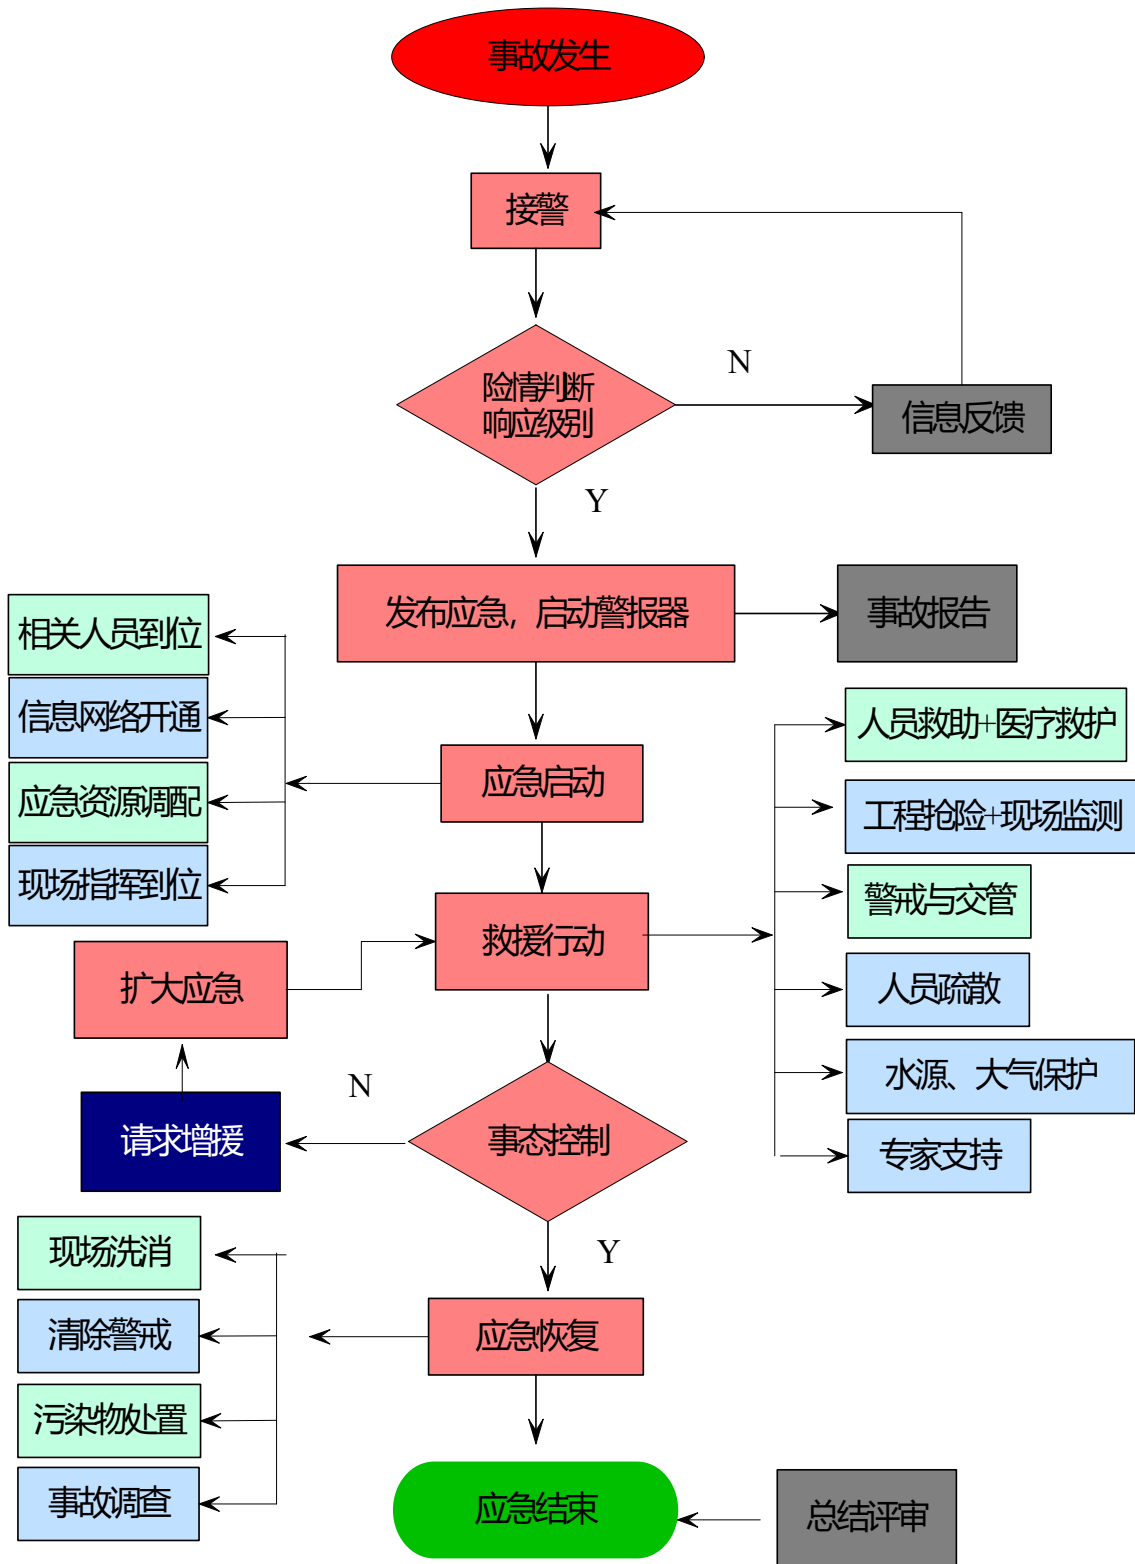 事故发生
接警
险情判断
响应级别
N
信息反馈
Y
发布应急，启动警报器
事故报告
相关人员到位
信息网络开通
应急资源调配
现场指挥到位
应急启动
人员救助+医疗救护
工程抢险+现场监测
警戒与交管
人员疏散
水源、大气保护
专家支持
救援行动
扩大应急
N
请求增援
事态控制
Y
现场洗消
清除警戒
污染物处置
事故调查
应急恢复
应急结束
总结评审